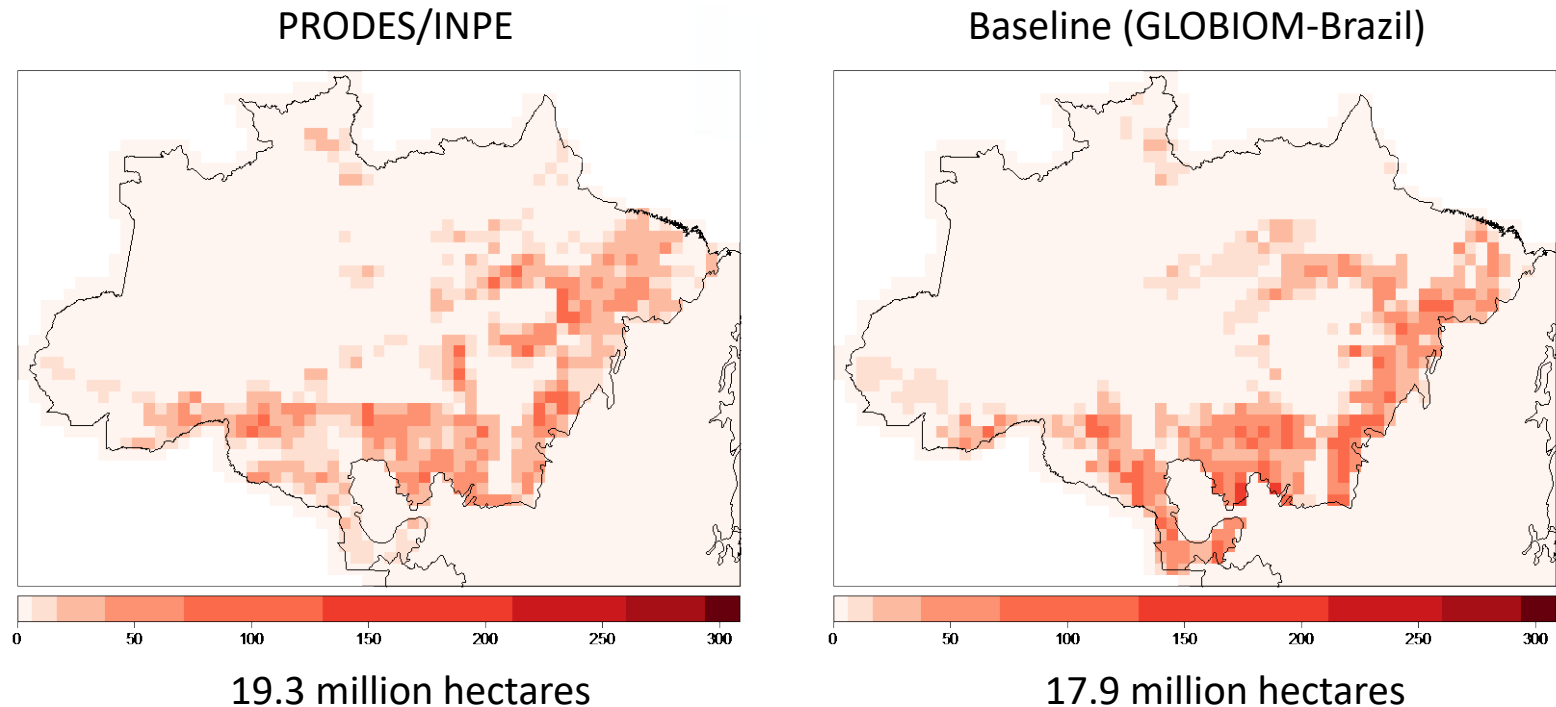 PRODES/INPE
Baseline (GLOBIOM-Brazil)
0 50 100 150 200 250 300
0 50 100 150 200 250 300
19.3 million hectares
17.9 million hectares